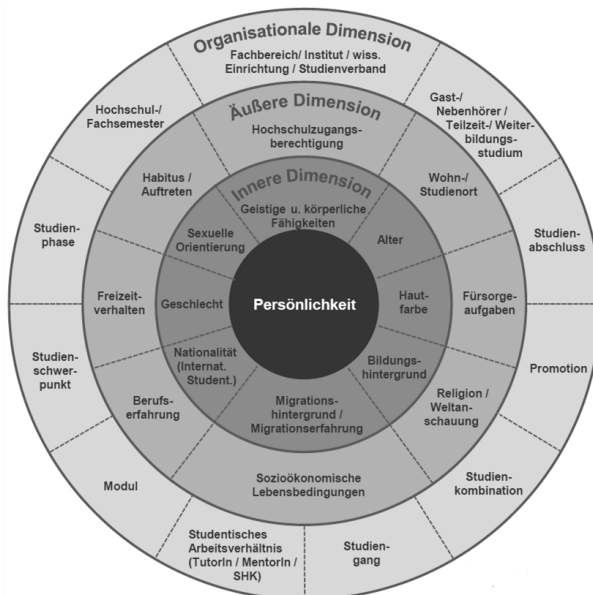 Organisationale Dimension
Fachbereich/ Institut / wiss.
Einrichtung / Studienverband
Gast-/
Nebenhörer /
Teilzeit-/ Weiter-
bildungs-
studium
Studien-
abschluss
Promotion
Studien-
kombination
Studien-
gang
Studentisches
Arbeitsverhältnis
(TutorIn / MentorIn /
SHK)
Modul
Studien-
schwer-
punkt
Studien-
phase
Hochschul-/
Fachsemester
Äußere Dimension
Hochschulzugangs-
berechtigung
Wohn-/
Studienort
Fürsorge-
aufgaben
Religion /
Weltan-
schauung
Sozioökonomische
Lebensbedingungen
Berufs-
erfahrung
Freizeit-
verhalten
Habitus /
Auftreten
Innere Dimension
Geistige u. körperliche
Fähigkeiten
Alter
Haut-
farbe
Bildungs-
hintergrund
Migrations-
hintergrund /
Migrationserfahrung
Nationalität
(Internat.
Student.)
Geschlecht
Sexuelle
Orientierung
Persönlichkeit